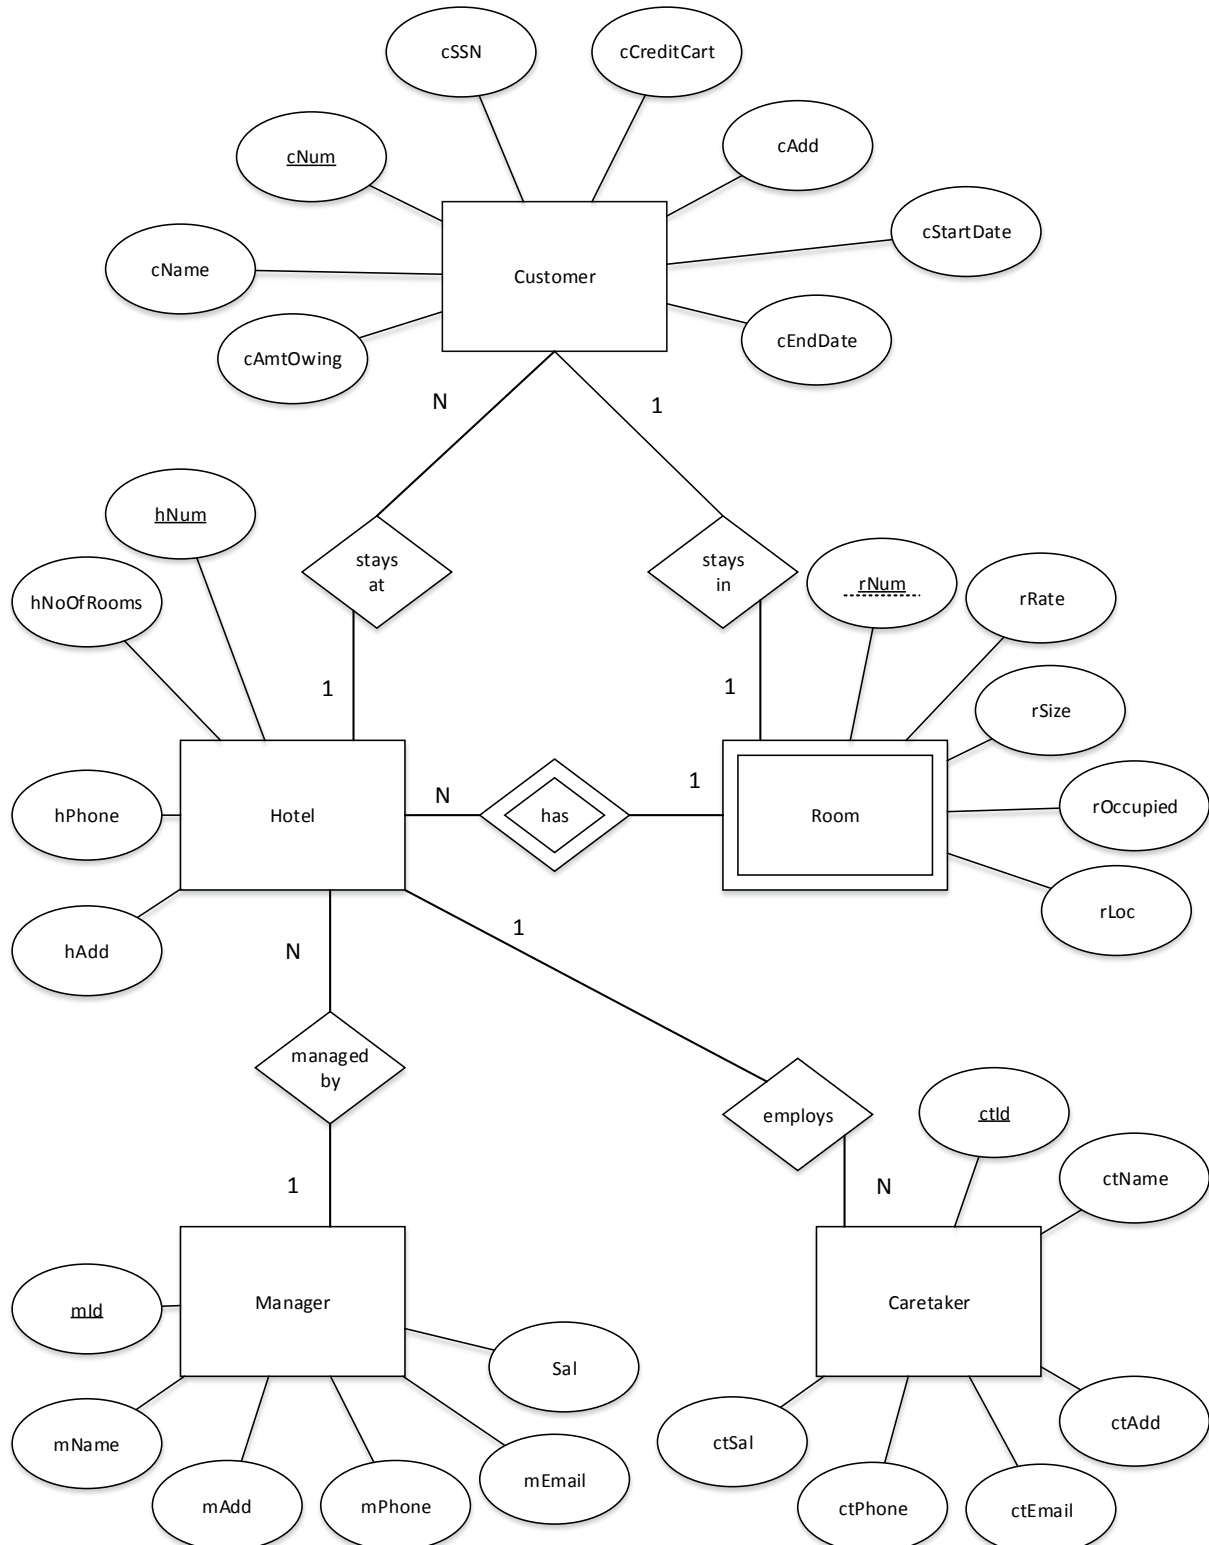 cSSN
cCreditCart
cNum
cAdd
cStartDate
cName
Customer
cEndDate
cAmtOwing
N
1
hNum
stays
at
stays
in
rNum
rRate
hNoOfRooms
1
1
rSize
hPhone
Hotel
N
has
1
Room
rOccupied
rLoc
hAdd
N
1
managed
by
employs
ctId
ctName
1
N
mId
Manager
Caretaker
Sal
ctAdd
mName
ctSal
mEmail
mAdd
mPhone
ctPhone
ctEmail